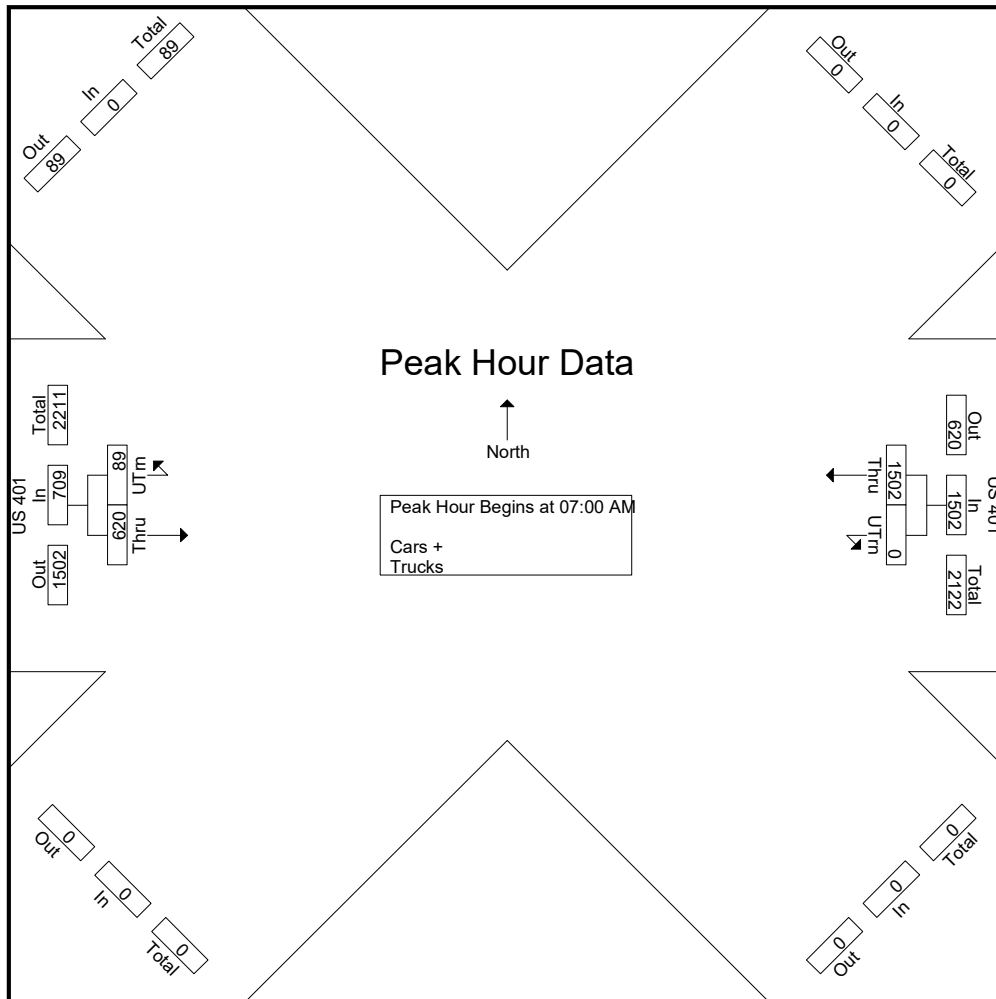 Total
89
In
0
Out
89
Out
0
In
0
Total
0
Peak Hour Data
North
Peak Hour Begins at 07:00 AM
Cars +
Trucks
US 401
Total
2211
In
709
Out
1502
89
UTrn
620
Thru
1502
Thru
0
UTrn
Out
620
In
1502
Total
2122
US 401
0
Out
0
In
0
Total
0
Total
0
In
0
Out